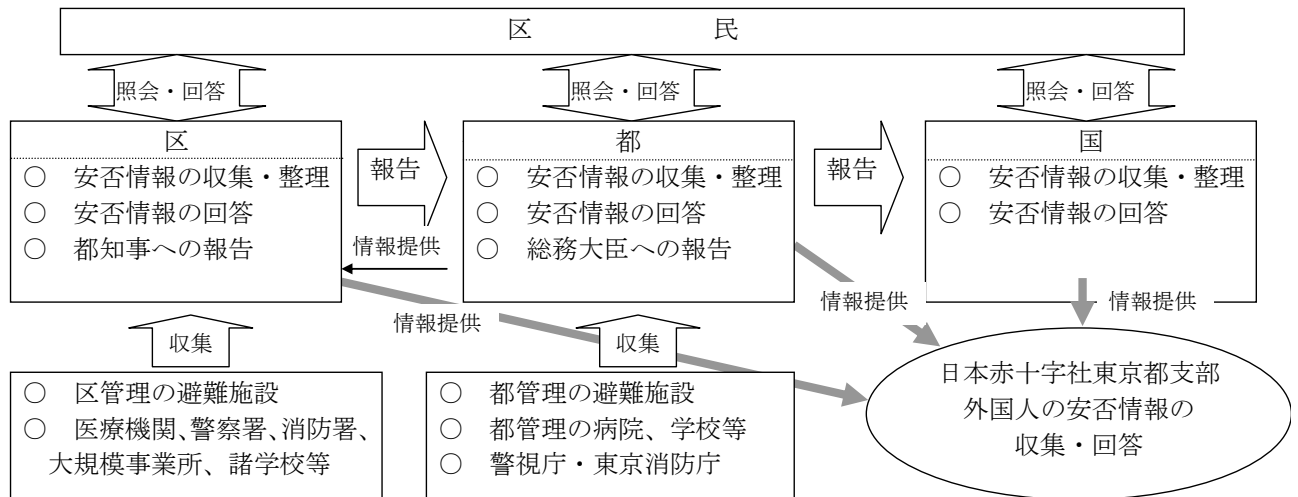 区　　　民
照会・回答
照会・回答
照会・回答
区
○　安否情報の収集・整理
○　安否情報の回答
○　都知事への報告
報告
都
○　安否情報の収集・整理
○　安否情報の回答
○　総務大臣への報告
報告
国
○　安否情報の収集・整理
○　安否情報の回答
情報提供
情報提供
情報提供
情報提供
収集
収集
○　区管理の避難施設
○　医療機関、警察署、消防署、
大規模事業所、諸学校等
○　都管理の避難施設
○　都管理の病院、学校等
○　警視庁・東京消防庁
日本赤十字社東京都支部
外国人の安否情報の
収集・回答